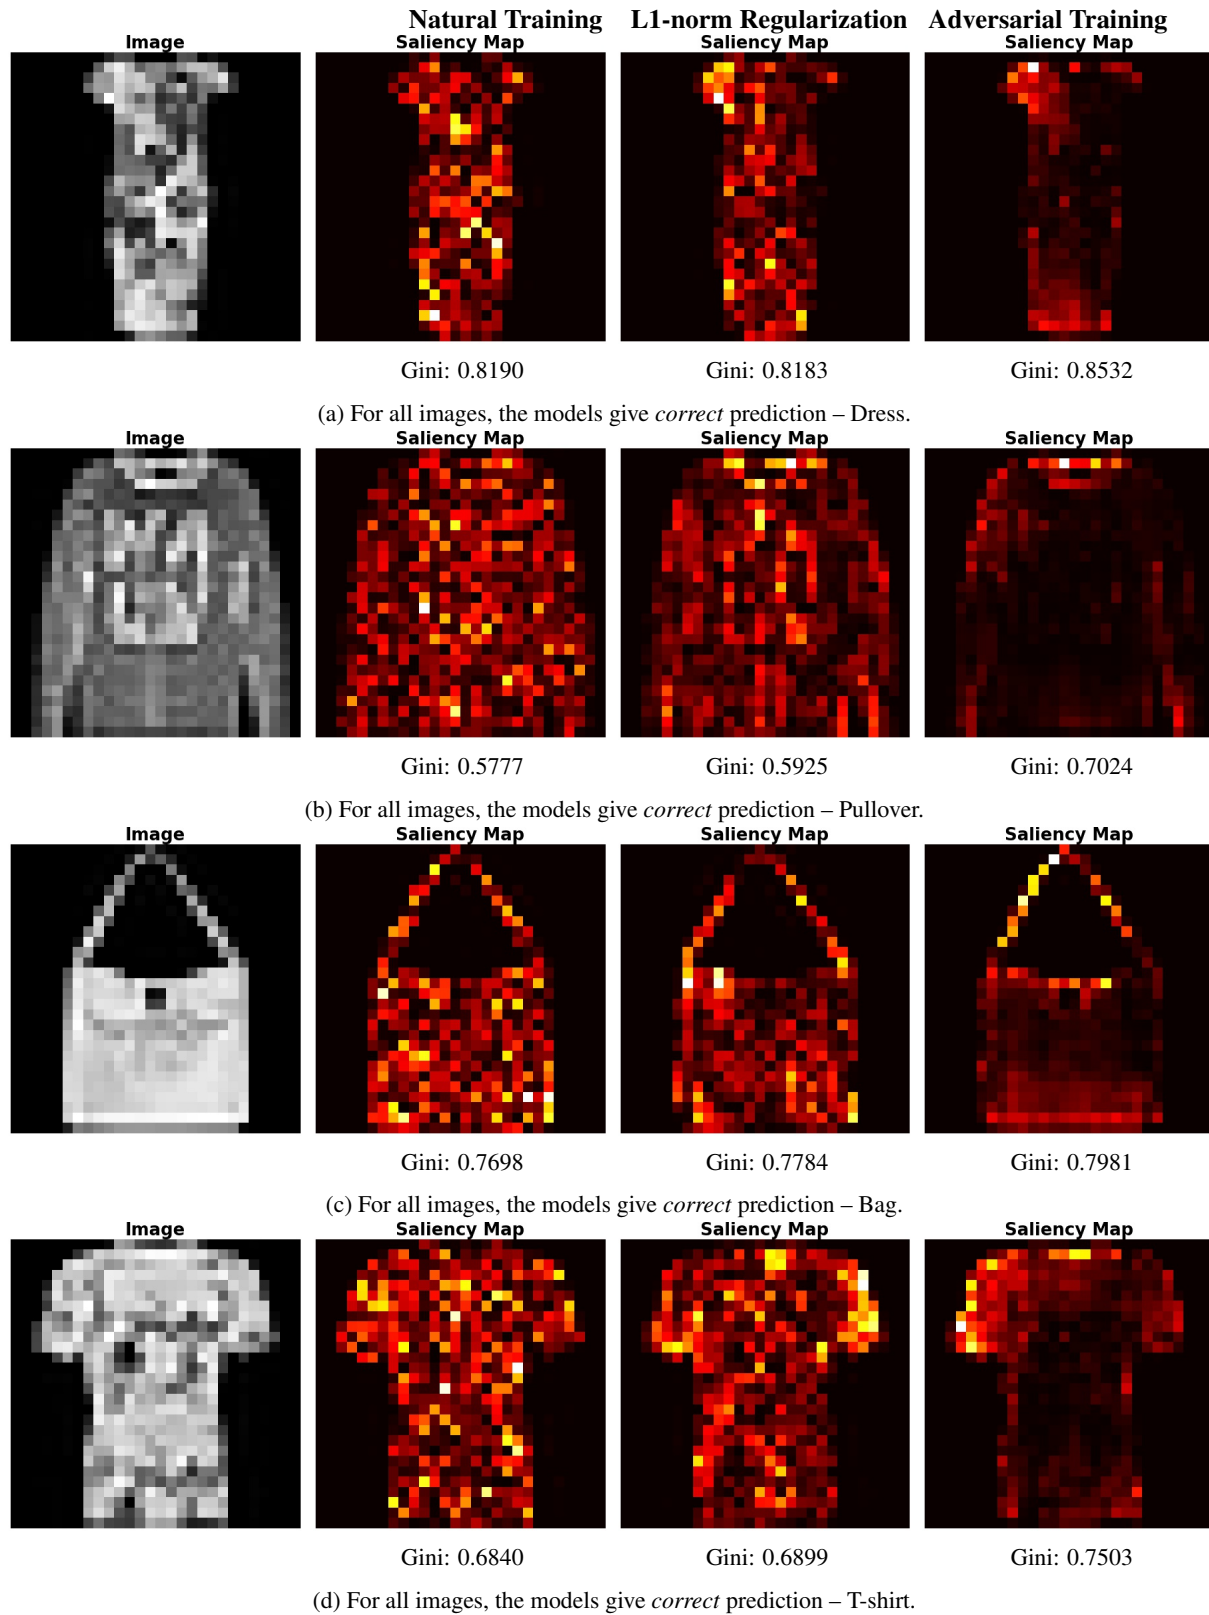 Natural Training L1-norm Regularization Adversarial Training
Image Saliency Map Saliency Map Saliency Map
Gini: 0.8190 Gini: 0.8183 Gini: 0.8532
(a) For all images, the models give correct prediction – Dress.
Image Saliency Map Saliency Map Saliency Map
Gini: 0.5777 Gini: 0.5925 Gini: 0.7024
(b) For all images, the models give correct prediction – Pullover.
Image Saliency Map Saliency Map Saliency Map
Gini: 0.7698 Gini: 0.7784 Gini: 0.7981
(c) For all images, the models give correct prediction – Bag.
Image Saliency Map Saliency Map Saliency Map
Gini: 0.6840 Gini: 0.6899 Gini: 0.7503
(d) For all images, the models give correct prediction – T-shirt.